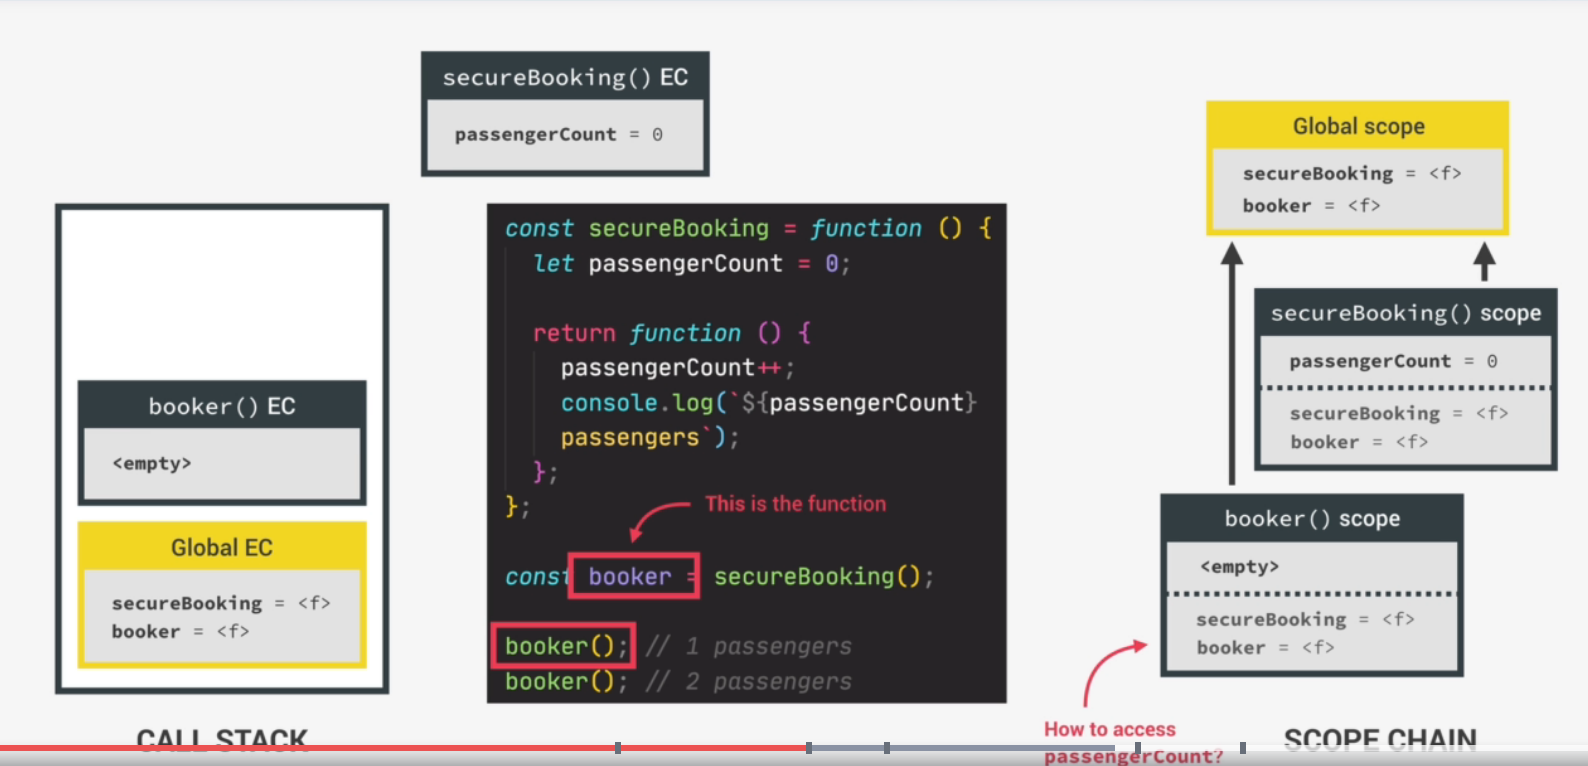 secureBooking() EC
passengerCount = 0
booker() EC
<empty>
Global EC
secureBooking = <f>
booker = <f>
CALL STACK
const secureBooking = function () {
let passengerCount = 0;
return function () {
passengerCount++;
console.log(`${passengerCount}
passengers`);
};
};
This is the function
const booker = secureBooking();
booker(); // 1 passengers
booker(); // 2 passengers
Global scope
secureBooking = <f>
booker = <f>
secureBooking() scope
passengerCount = 0
secureBooking = <f>
booker = <f>
booker() scope
<empty>
secureBooking = <f>
booker = <f>
How to access
passengerCount?
SCOPE CHAIN